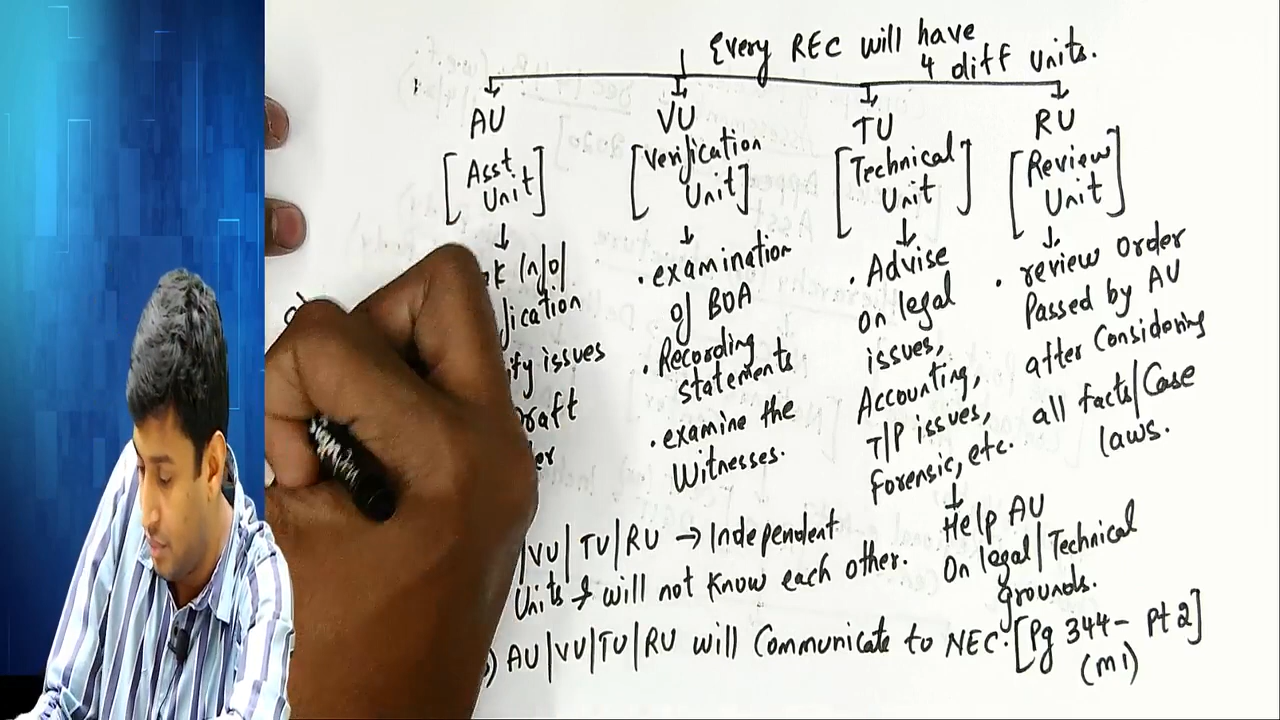 Every REC will have
4 diff units.
AU VU TU RU
[Asst Unit]
[Verification Unit]
[Technical Unit]
[Review Unit]
Info
issues
Draft
• examination
of BOA
• Recording
statements
• examine the
Witnesses.
• Advise
on legal
issues,
Accounting,
T/P issues,
forensic, etc.
Help AU
On legal/Technical
grounds.
• review order
Passed by AU
after Considering
all facts/Case
laws.
|VU|TU|RU → Independent
Units & will not know each other.
AU|VU|TU|RU will Communicate to NEC. [Pg 344 - Pt 2]
(M1)